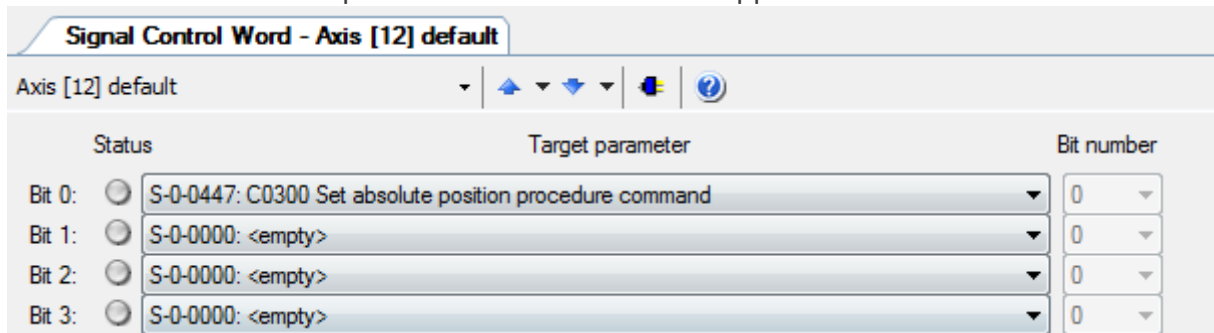 Signal Control Word - Axis [12] default
Axis [12] default
Status Target parameter Bit number
Bit 0: S-0-0447: C0300 Set absolute position procedure command 0
Bit 1: S-0-0000: <empty> 0
Bit 2: S-0-0000: <empty> 0
Bit 3: S-0-0000: <empty> 0